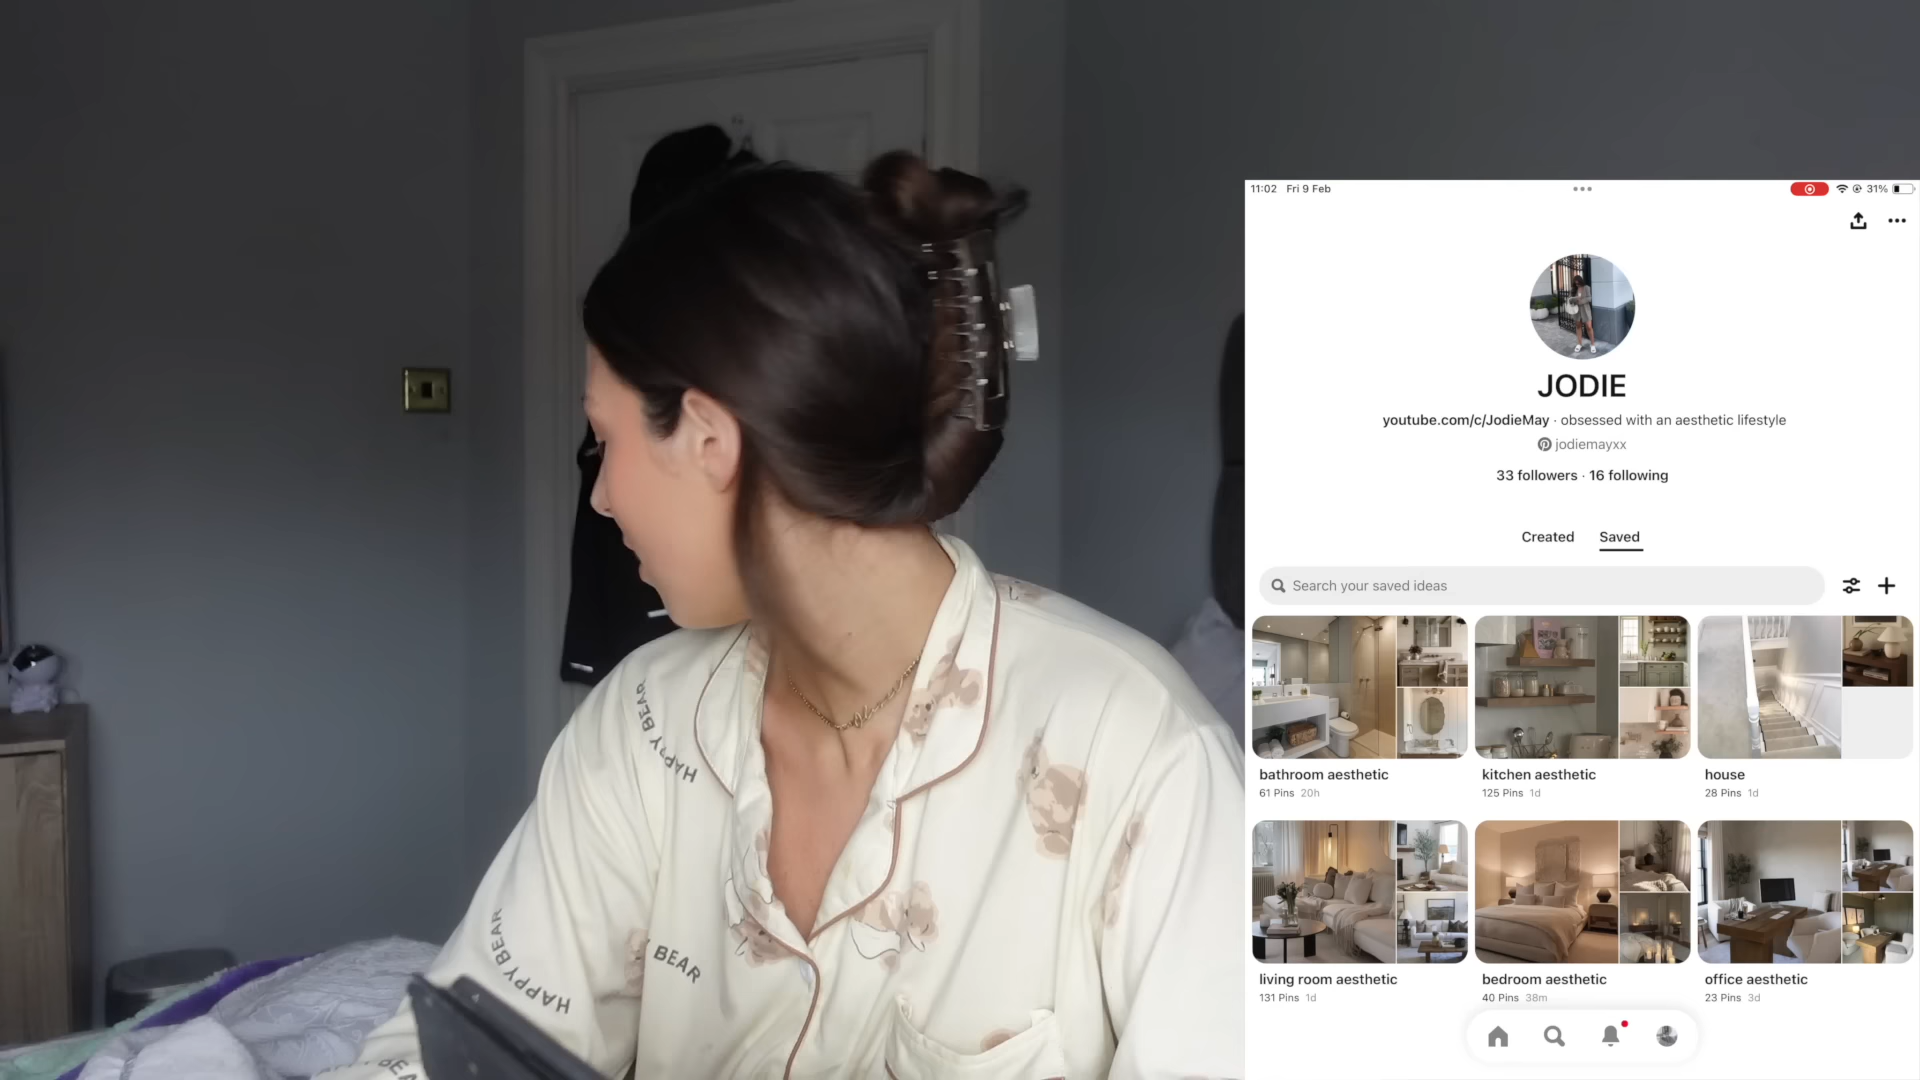 HAPPY BEAR
HAPPY BEAR
BEAR
11:02 Fri 9 Feb
31%
JODIE
youtube.com/c/JodieMay · obsessed with an aesthetic lifestyle
jodiemayxx
33 followers · 16 following
Created Saved
Search your saved ideas
bathroom aesthetic
61 Pins 20h
kitchen aesthetic
125 Pins 1d
house
28 Pins 1d
living room aesthetic
131 Pins 1d
bedroom aesthetic
40 Pins 38m
office aesthetic
23 Pins 3d